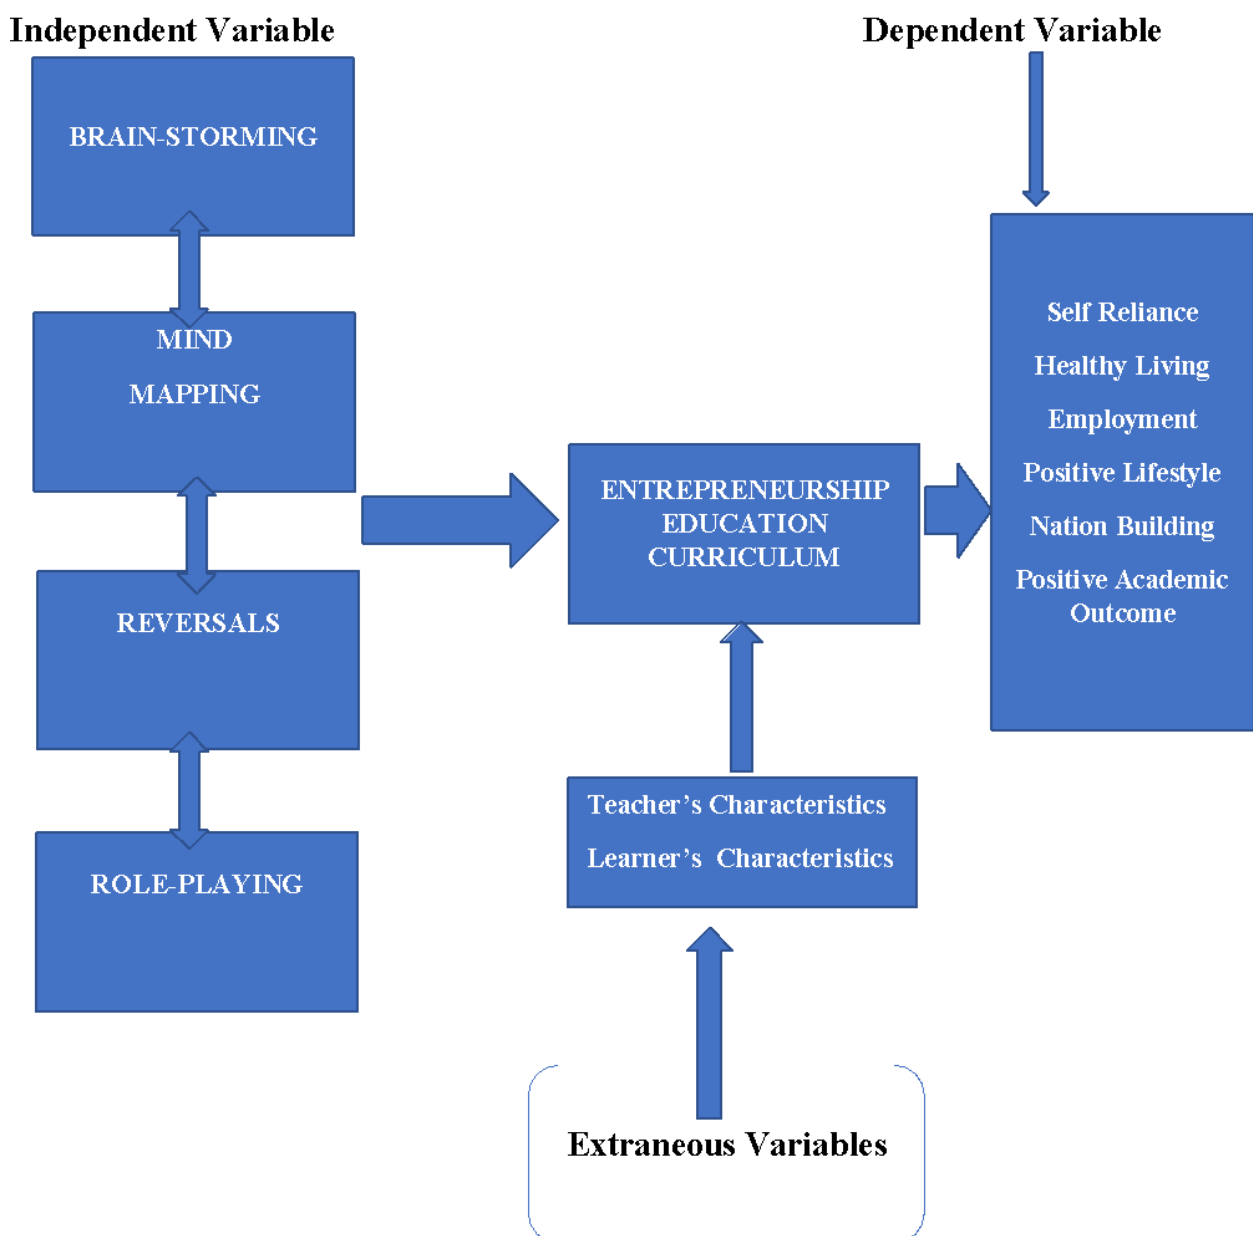 Independent Variable
Dependent Variable
BRAIN-STORMING
MIND
MAPPING
REVERSALS
ROLE-PLAYING
ENTREPRENEURSHIP
EDUCATION
CURRICULUM
Teacher’s Characteristics
Learner’s Characteristics
Extraneous Variables
Self Reliance
Healthy Living
Employment
Positive Lifestyle
Nation Building
Positive Academic
Outcome